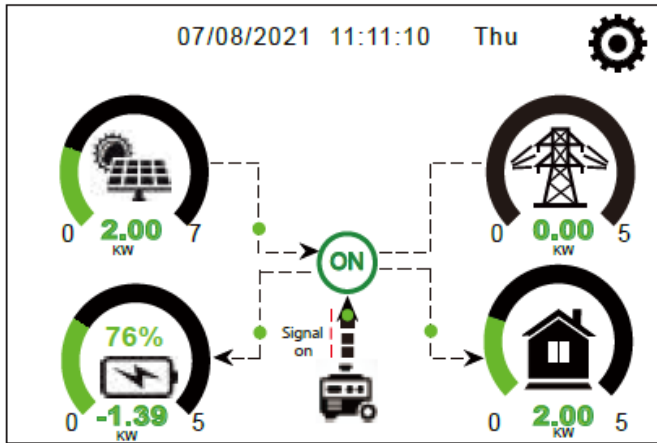 07/08/2021 11:11:10 Thu
0 2.00 7
KW
0 0.00 5
KW
ON
76%
Signal
on
0 -1.39 5
KW
0 2.00 5
KW